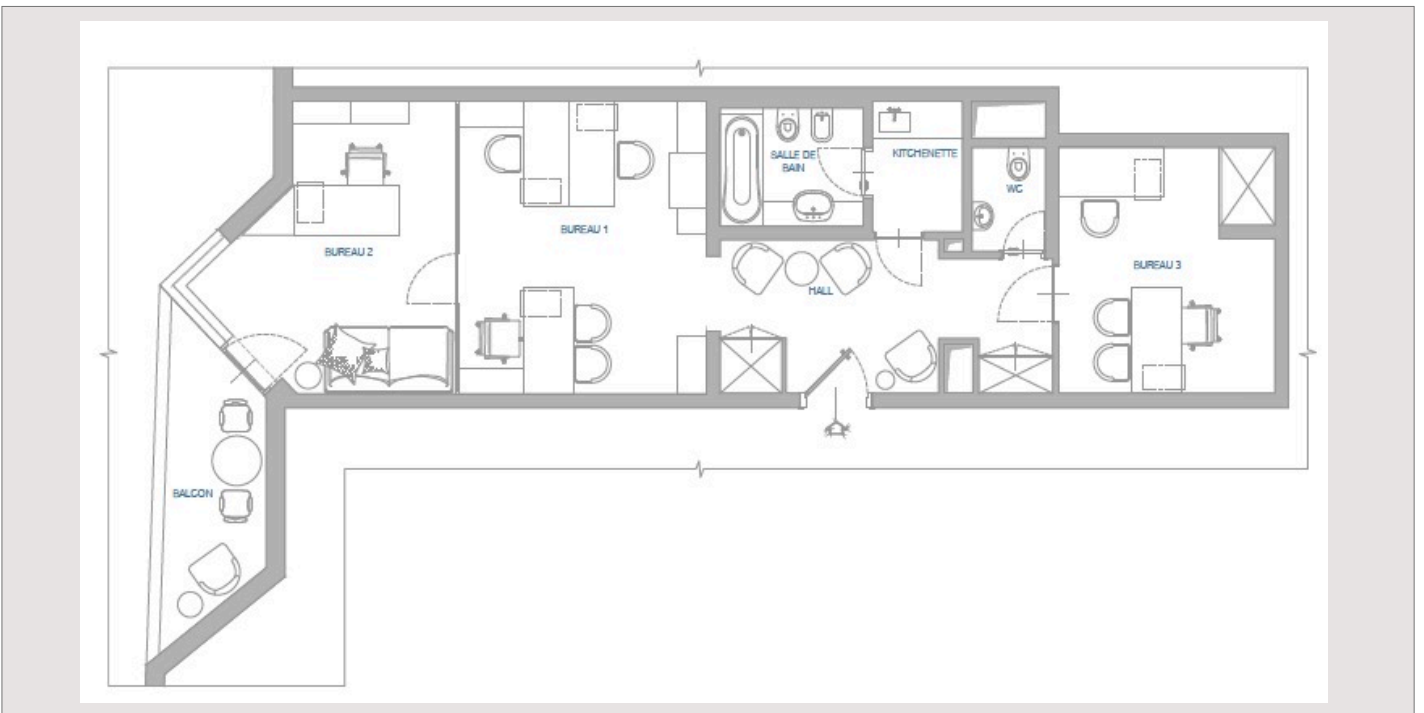 SALLE DE
BAIN
KITCHENETTE
WC
BUREAU 1
BUREAU 2
BUREAU 3
HALL
BALCON